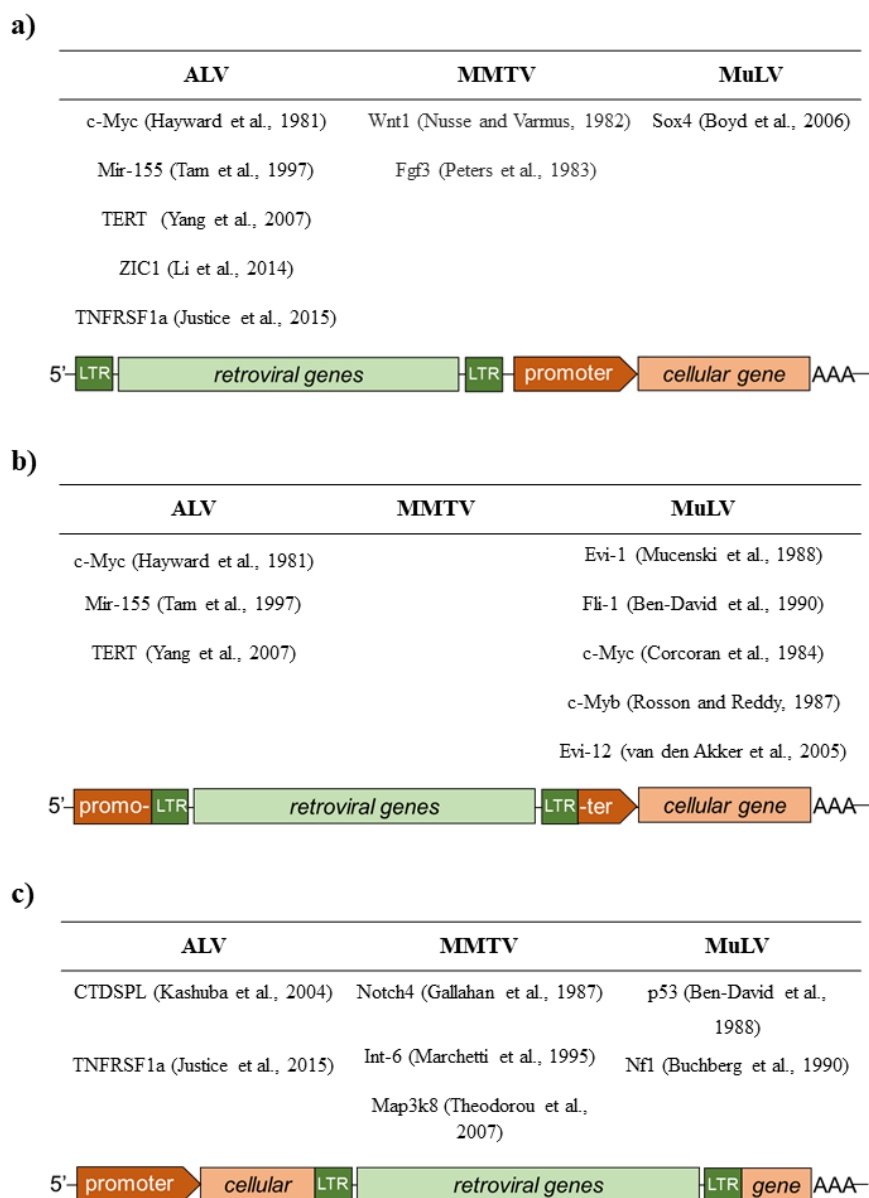 a)
ALV MMTV MuLV
c-Myc (Hayward et al., 1981) Wnt1 (Nusse and Varmus, 1982) Sox4 (Boyd et al., 2006)
Mir-155 (Tam et al., 1997) Fgf3 (Peters et al., 1983)
TERT (Yang et al., 2007)
ZIC1 (Li et al., 2014)
TNFRSF1a (Justice et al., 2015)
5' LTR retroviral genes LTR promoter cellular gene AAA
b)
ALV MMTV MuLV
c-Myc (Hayward et al., 1981) Evi-1 (Mucenski et al., 1988)
Mir-155 (Tam et al., 1997) Fli-1 (Ben-David et al., 1990)
TERT (Yang et al., 2007) c-Myc (Corcoran et al., 1984)
c-Myb (Rosson and Reddy, 1987)
Evi-12 (van den Akker et al., 2005)
5' promo- LTR retroviral genes LTR -ter cellular gene AAA
c)
ALV MMTV MuLV
CTDSPL (Kashuba et al., 2004) Notch4 (Gallahan et al., 1987) p53 (Ben-David et al.,
1988)
TNFRSF1a (Justice et al., 2015) Int-6 (Marchetti et al., 1995) Nf1 (Buchberg et al., 1990)
Map3k8 (Theodorou et al.,
2007)
5' promoter cellular LTR retroviral genes LTR gene AAA